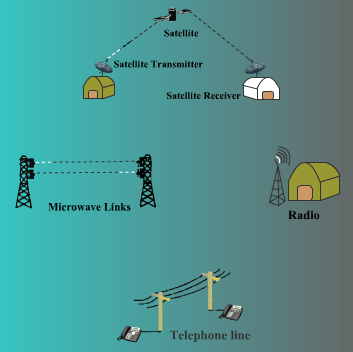 Satellite
Satellite Transmitter
Satellite Receiver
Microwave Links
Radio
Telephone line